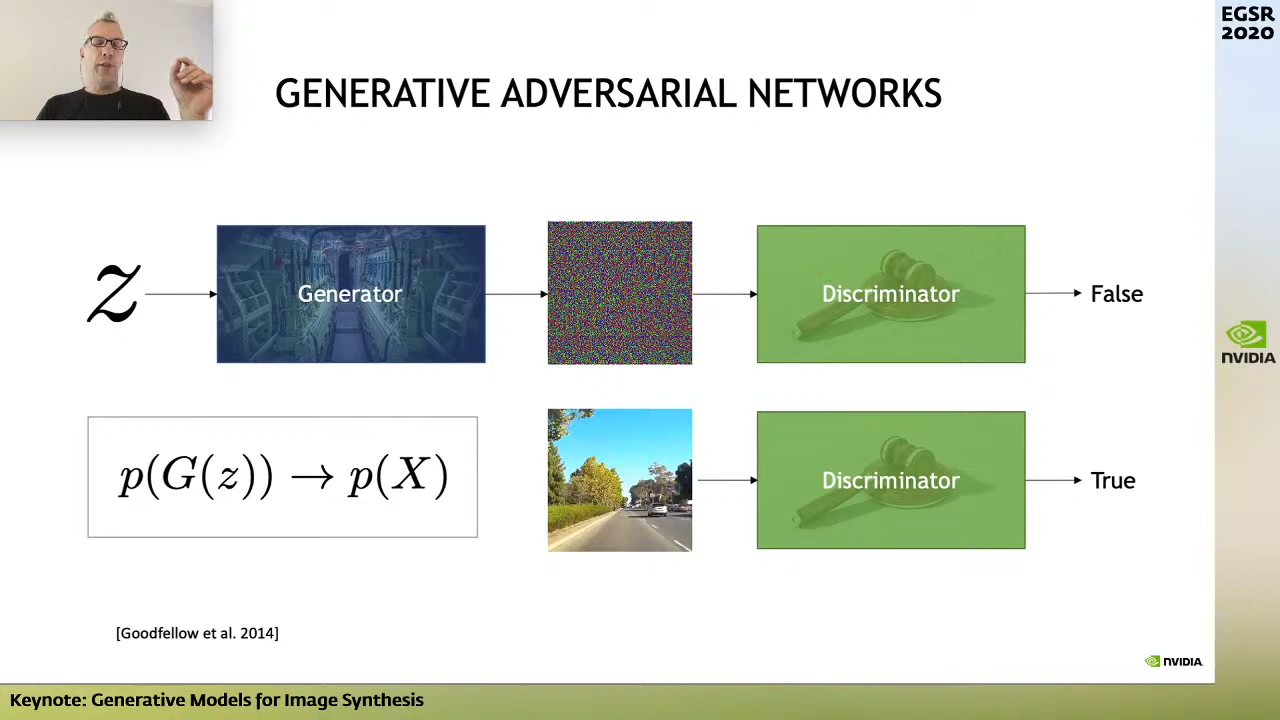 EGSR
2020
GENERATIVE ADVERSARIAL NETWORKS
z
Generator
Discriminator
False
p(G(z)) → p(X)
Discriminator
True
[Goodfellow et al. 2014]
NVIDIA
NVIDIA
Keynote: Generative Models for Image Synthesis